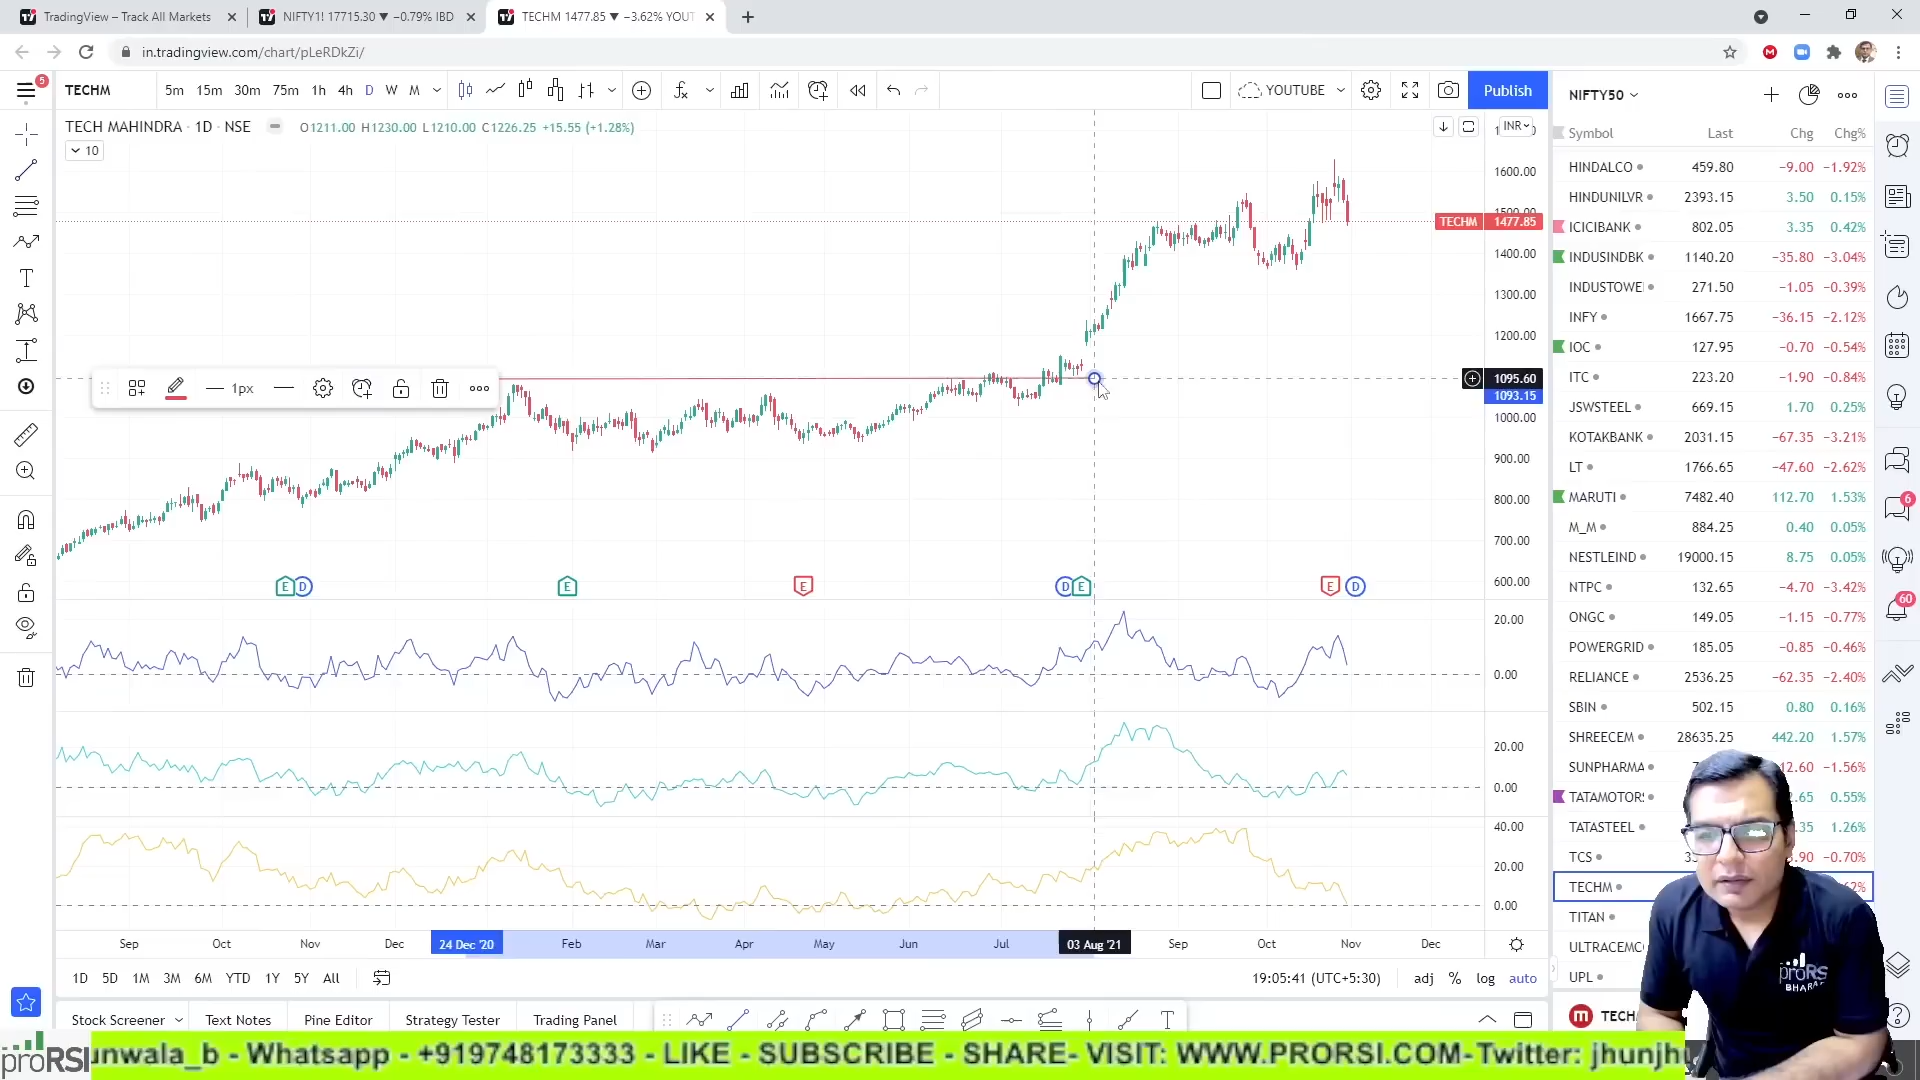 TradingView – Track All Markets
NIFTY1! 17715.30 ▼ −0.79% IBD
TECHM 1477.85 ▼ −3.62% YOUT
in.tradingview.com/chart/pLeRDkZi/
5
TECHM
5m 15m 30m 75m 1h 4h D W M
YOUTUBE
Publish
TECH MAHINDRA · 1D · NSE
O1211.00 H1230.00 L1210.00 C1226.25 +15.55 (+1.28%)
10
INR
1600.00
1500.00
TECHM 1477.85
1400.00
1300.00
1200.00
1095.60
1093.15
1000.00
900.00
800.00
700.00
600.00
1px
E D E E D E E D
20.00
0.00
20.00
0.00
40.00
20.00
0.00
Sep Oct Nov Dec 24 Dec '20 Feb Mar Apr May Jun Jul 03 Aug '21 Sep Oct Nov Dec
1D 5D 1M 3M 6M YTD 1Y 5Y All
19:05:41 (UTC+5:30) adj % log auto
Stock Screener Text Notes Pine Editor Strategy Tester Trading Panel
NIFTY50
Symbol Last Chg Chg%
HINDALCO 459.80 −9.00 −1.92%
HINDUNILVR 2393.15 3.50 0.15%
ICICIBANK 802.05 3.35 0.42%
INDUSINDBK 1140.20 −35.80 −3.04%
INDUSTOWE 271.50 −1.05 −0.39%
INFY 1667.75 −36.15 −2.12%
IOC 127.95 −0.70 −0.54%
ITC 223.20 −1.90 −0.84%
JSWSTEEL 669.15 1.70 0.25%
KOTAKBANK 2031.15 −67.35 −3.21%
LT 1766.65 −47.60 −2.62%
MARUTI 7482.40 112.70 1.53%
M_M 884.25 0.40 0.05%
NESTLEIND 19000.15 8.75 0.05%
NTPC 132.65 −4.70 −3.42%
ONGC 149.05 −1.15 −0.77%
POWERGRID 185.05 −0.85 −0.46%
RELIANCE 2536.25 −62.35 −2.40%
SBIN 502.15 0.80 0.16%
SHREECEM 28635.25 442.20 1.57%
SUNPHARMA −1.56%
TATAMOTOR 0.55%
TATASTEEL 1.26%
TCS −0.70%
TECHM
TITAN
ULTRACEMC
UPL
6
60
TECH
proRS
BHARA
proRSI
unwala_b - Whatsapp - +919748173333 - LIKE - SUBSCRIBE - SHARE- VISIT: WWW.PRORSI.COM-Twitter: jhunjhu